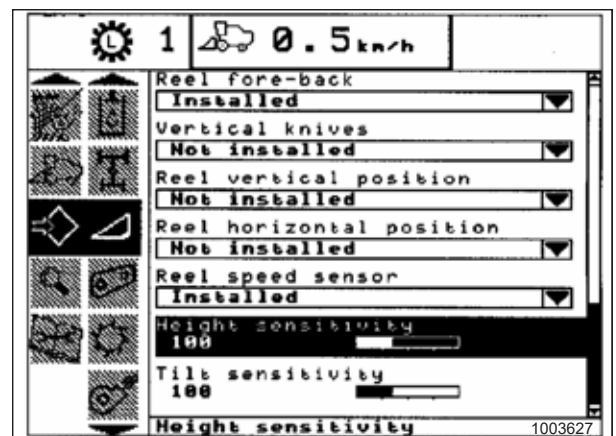 L 1 0.5km/h
Reel fore-back
Installed
Vertical knives
Not installed
Reel vertical position
Not installed
Reel horizontal position
Not installed
Reel speed sensor
Installed
Height sensitivity
100
Tilt sensitivity
100
Height sensitivity
1003627